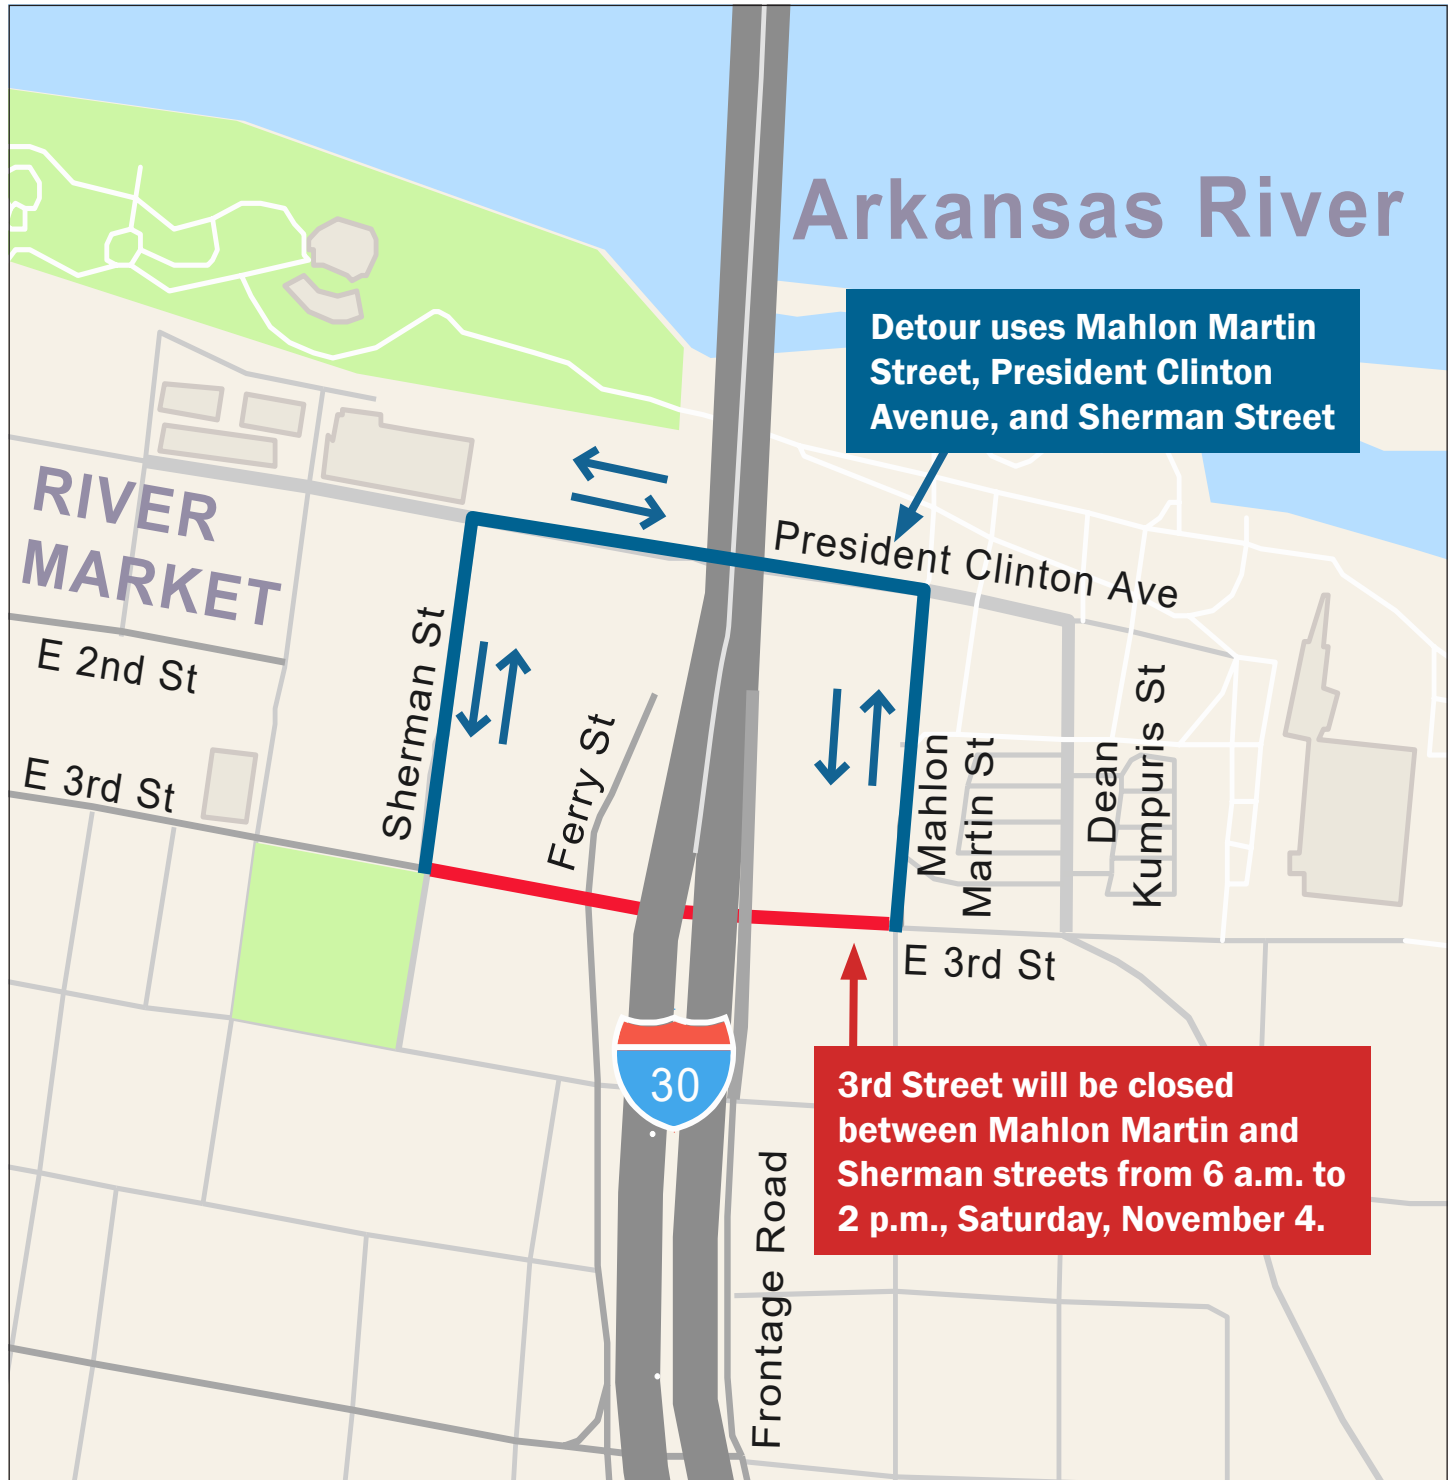 Arkansas River
Detour uses Mahlon Martin
Street, President Clinton
Avenue, and Sherman Street
RIVER
MARKET
President Clinton Ave
E 2nd St
Sherman St
Ferry St
Mahlon
Martin St
Dean
Kumpuris St
E 3rd St
E 3rd St
30
3rd Street will be closed
between Mahlon Martin and
Sherman streets from 6 a.m. to
2 p.m., Saturday, November 4.
Frontage Road